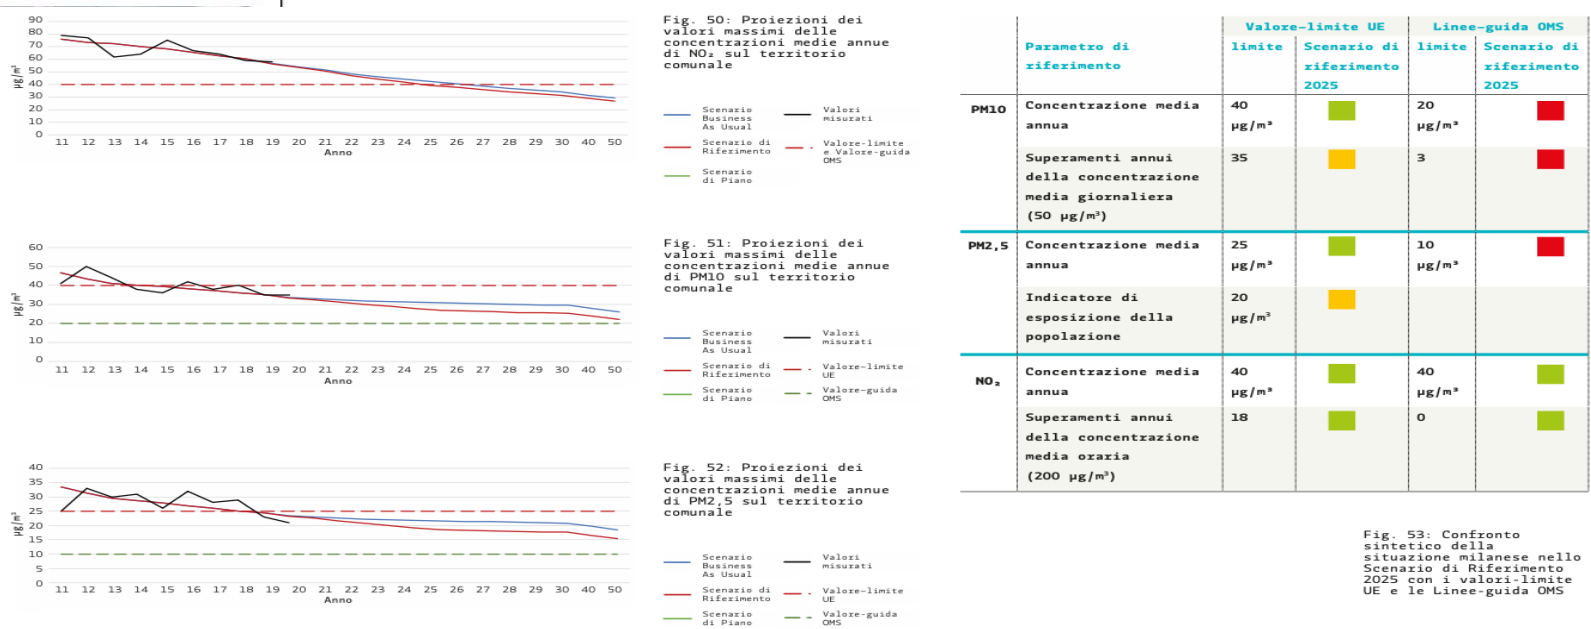 90
80
70
60
50
40
30
20
10
0
µg/m³
11 12 13 14 15 16 17 18 19 20 21 22 23 24 25 26 27 28 29 30 31 50
Anno
Fig. 50: Proiezioni dei
valori massimi delle
concentrazioni medie annue
di NO₂ sul territorio
comunale
Scenario
Business
As Usual
Valori
misurati
Scenario di
Riferimento
Valore-limite
e Valore-guida
OMS
Scenario
di Piano
60
50
40
30
20
10
0
µg/m³
11 12 13 14 15 16 17 18 19 20 21 22 23 24 25 26 27 28 29 30 40 50
Anno
Fig. 51: Proiezioni dei
valori massimi delle
concentrazioni medie annue
di PM10 sul territorio
comunale
Scenario
Business
As Usual
Valori
misurati
Scenario di
Riferimento
Valore-limite
UE
Scenario
di Piano
Valore-guida
OMS
40
35
30
25
20
15
10
5
0
µg/m³
11 12 13 14 15 16 17 18 19 20 21 22 23 24 25 26 27 28 29 30 40 50
Anno
Fig. 52: Proiezioni dei
valori massimi delle
concentrazioni medie annue
di PM2,5 sul territorio
comunale
Scenario
Business
As Usual
Valori
misurati
Scenario di
Riferimento
Valore-limite
UE
Scenario
di Piano
Valore-guida
OMS
Valore-limite UE Linee-guida OMS
Parametro di
riferimento
limite
Scenario di
riferimento
2025
limite
Scenario di
riferimento
2025
PM10
Concentrazione media
annua
40
µg/m³
20
µg/m³
Superamenti annui
della concentrazione
media giornaliera
(50 µg/m³)
35
3
PM2,5
Concentrazione media
annua
25
µg/m³
10
µg/m³
Indicatore di
esposizione della
popolazione
20
µg/m³
NO₂
Concentrazione media
annua
40
µg/m³
40
µg/m³
Superamenti annui
della concentrazione
media oraria
(200 µg/m³)
18
0
Fig. 53: Confronto
sintetico della
situazione milanese nello
Scenario di Riferimento
2025 con i valori-limite
UE e le Linee-guida OMS